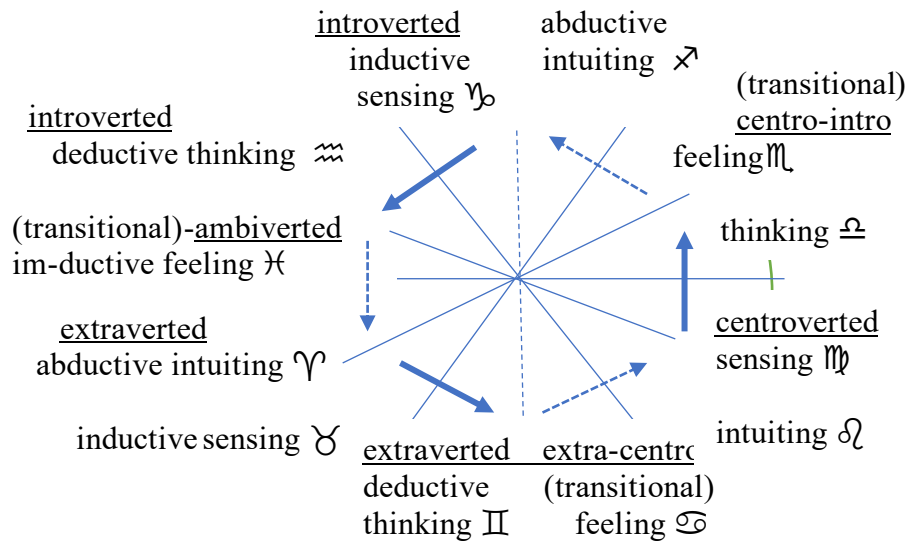 introverted
inductive
sensing ♑
abductive
intuiting ♐
(transitional)
centro-intro
feeling♏
introverted
deductive thinking ♒
(transitional)-ambiverted
im-ductive feeling ♓
thinking ♎
extraverted
abductive intuiting ♈
centroverted
sensing ♍
inductive sensing ♉
intuiting ♌
extraverted
deductive
thinking ♊
extra-centro
(transitional)
feeling ♋